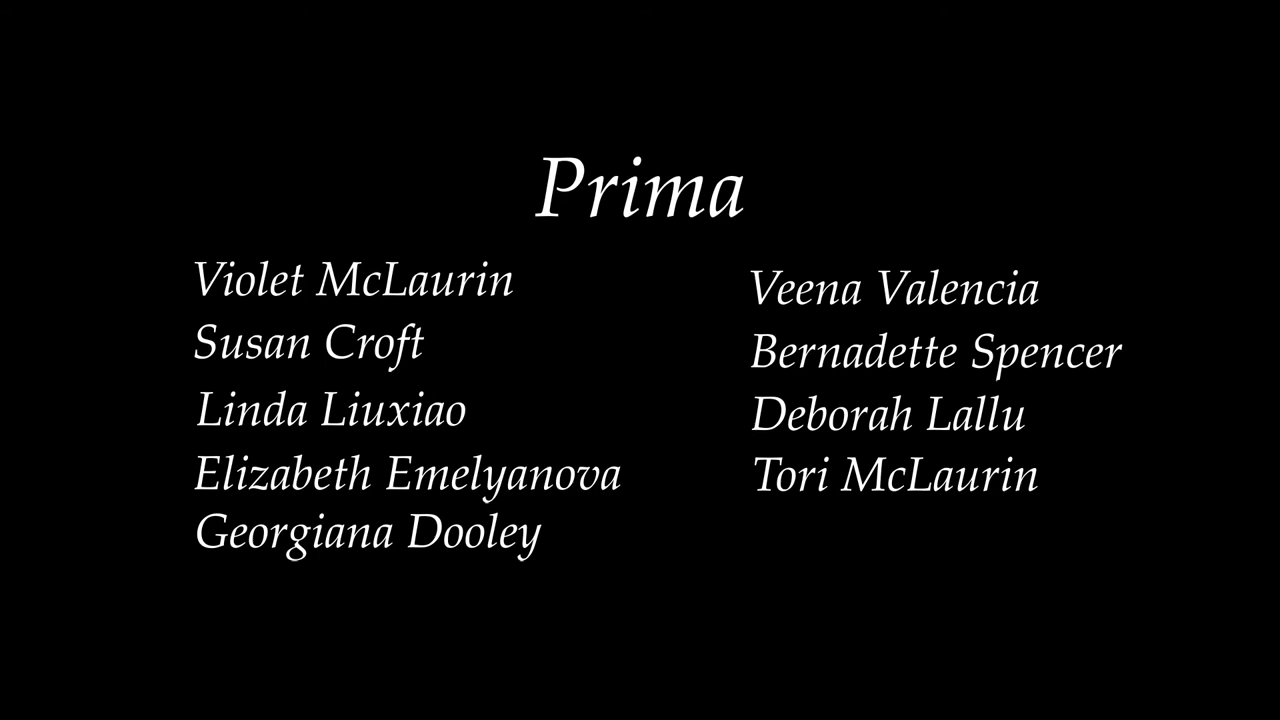 Prima
Violet McLaurin
Susan Croft
Linda Liuxiao
Elizabeth Emelyanova
Georgiana Dooley
Veena Valencia
Bernadette Spencer
Deborah Lallu
Tori McLaurin